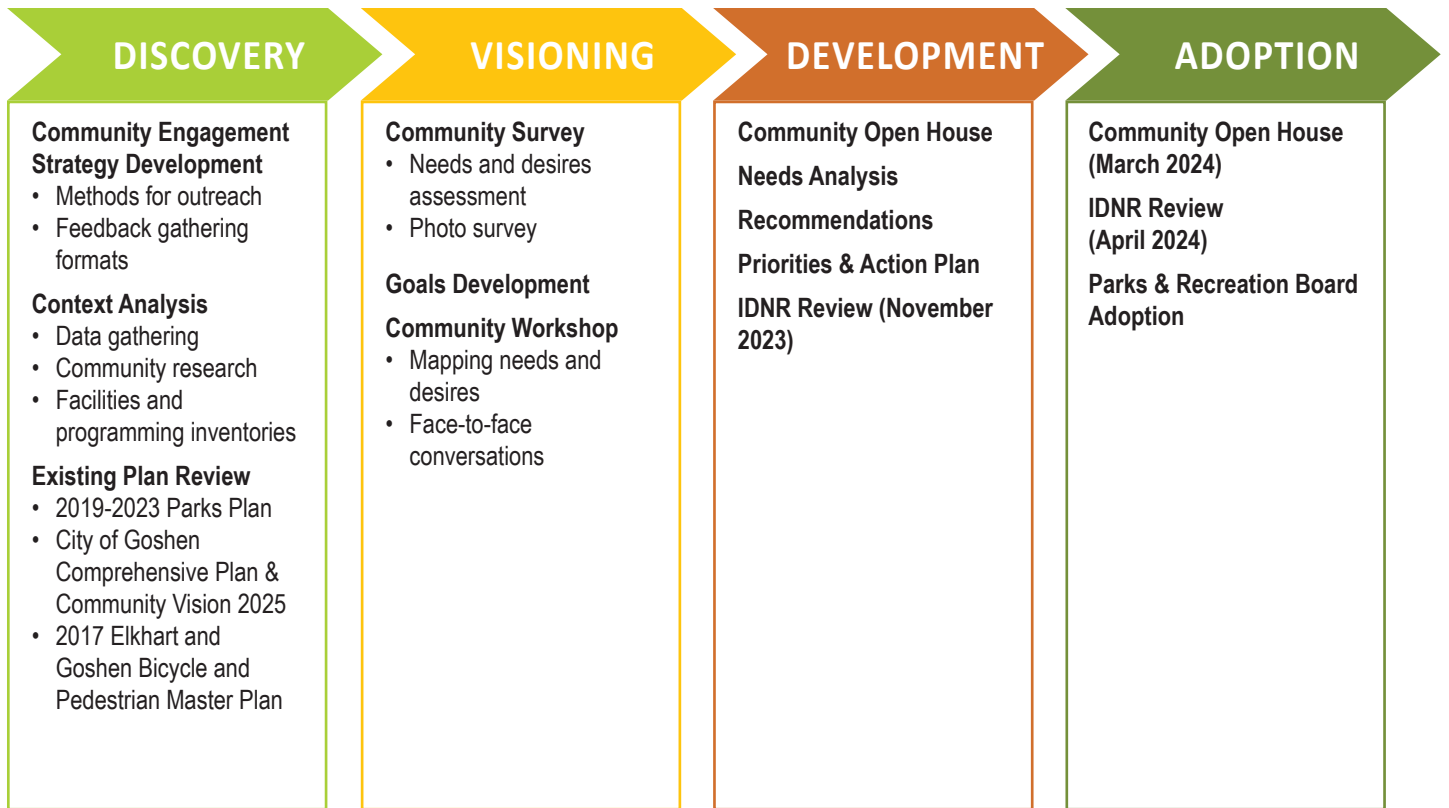 DISCOVERY
Community Engagement
Strategy Development
• Methods for outreach
• Feedback gathering
formats
Context Analysis
• Data gathering
• Community research
• Facilities and
programming inventories
Existing Plan Review
• 2019-2023 Parks Plan
• City of Goshen
Comprehensive Plan &
Community Vision 2025
• 2017 Elkhart and
Goshen Bicycle and
Pedestrian Master Plan
VISIONING
Community Survey
• Needs and desires
assessment
• Photo survey
Goals Development
Community Workshop
• Mapping needs and
desires
• Face-to-face
conversations
DEVELOPMENT
Community Open House
Needs Analysis
Recommendations
Priorities & Action Plan
IDNR Review (November
2023)
ADOPTION
Community Open House
(March 2024)
IDNR Review
(April 2024)
Parks & Recreation Board
Adoption